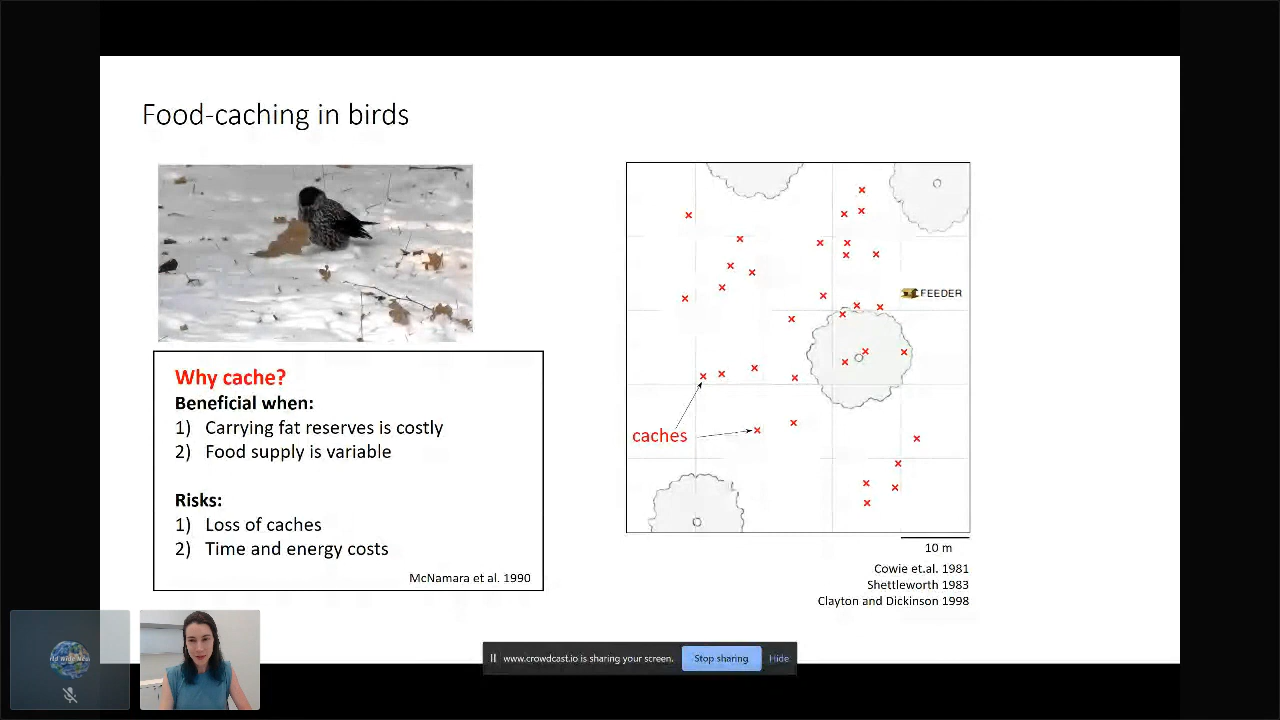 Food-caching in birds
FEEDER
caches
Why cache?
Beneficial when:
1) Carrying fat reserves is costly
2) Food supply is variable
Risks:
1) Loss of caches
2) Time and energy costs
McNamara et al. 1990
10 m
Cowie et.al. 1981
Shettleworth 1983
Clayton and Dickinson 1998
www.crowdcast.io is sharing your screen.
Stop sharing
Hide